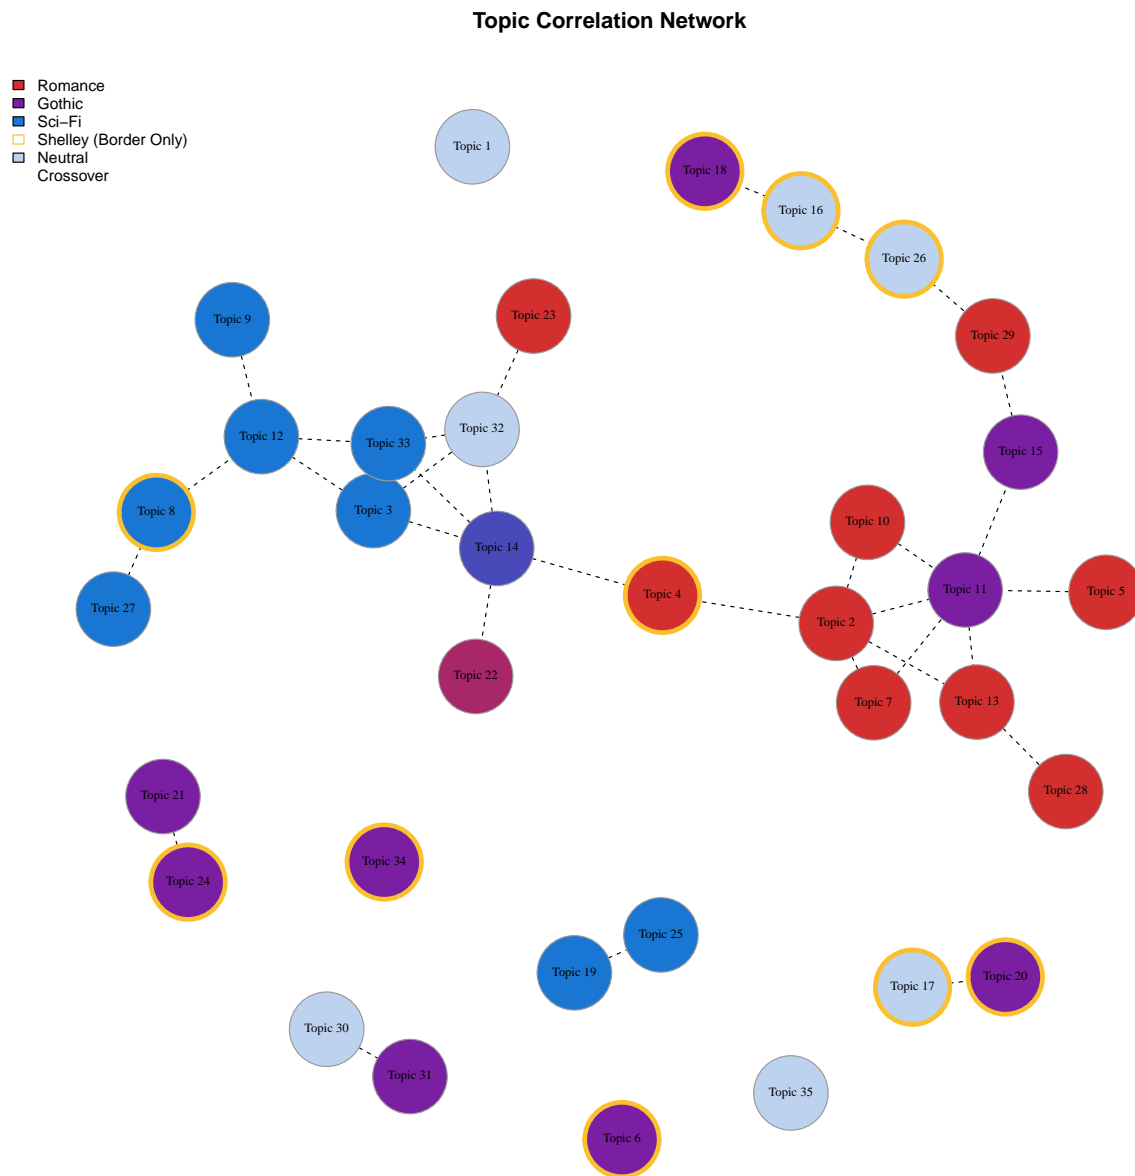 Topic Correlation Network
Romance
Gothic
Sci−Fi
Shelley (Border Only)
Neutral
Crossover
Topic 1
Topic 18
Topic 16
Topic 26
Topic 9
Topic 23
Topic 29
Topic 12
Topic 33
Topic 32
Topic 15
Topic 8
Topic 3
Topic 10
Topic 14
Topic 27
Topic 4
Topic 2
Topic 11
Topic 5
Topic 22
Topic 7
Topic 13
Topic 21
Topic 28
Topic 24
Topic 34
Topic 25
Topic 19
Topic 17
Topic 20
Topic 30
Topic 31
Topic 35
Topic 6